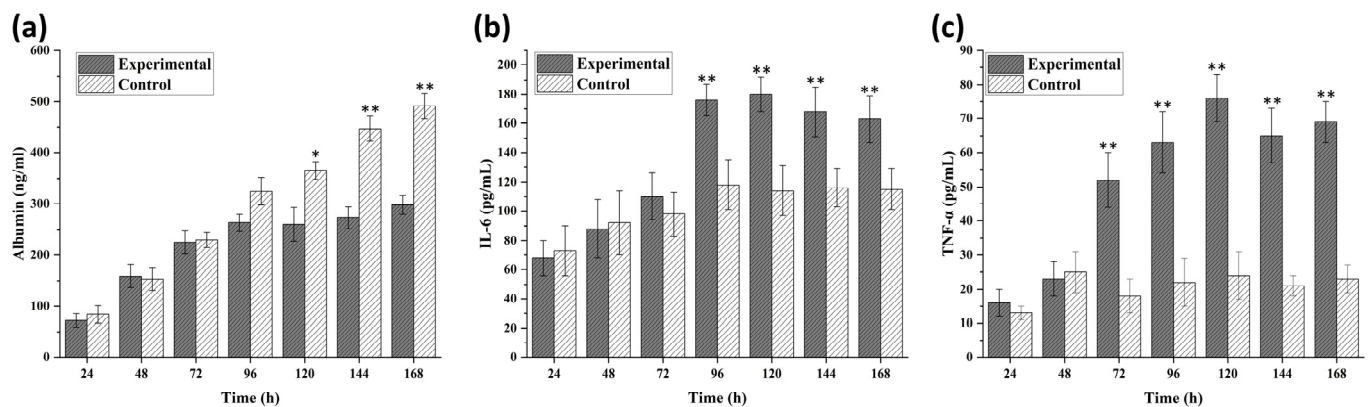 (a)
Experimental
Control
Albumin (ng/ml)
600
500
400
300
200
100
0
*
**
**
24 48 72 96 120 144 168
Time (h)
(b)
Experimental
Control
IL-6 (pg/mL)
200
180
160
140
120
100
80
60
40
20
0
**
**
**
**
24 48 72 96 120 144 168
Time (h)
(c)
Experimental
Control
TNF-α (pg/mL)
90
80
70
60
50
40
30
20
10
0
**
**
**
**
**
24 48 72 96 120 144 168
Time (h)